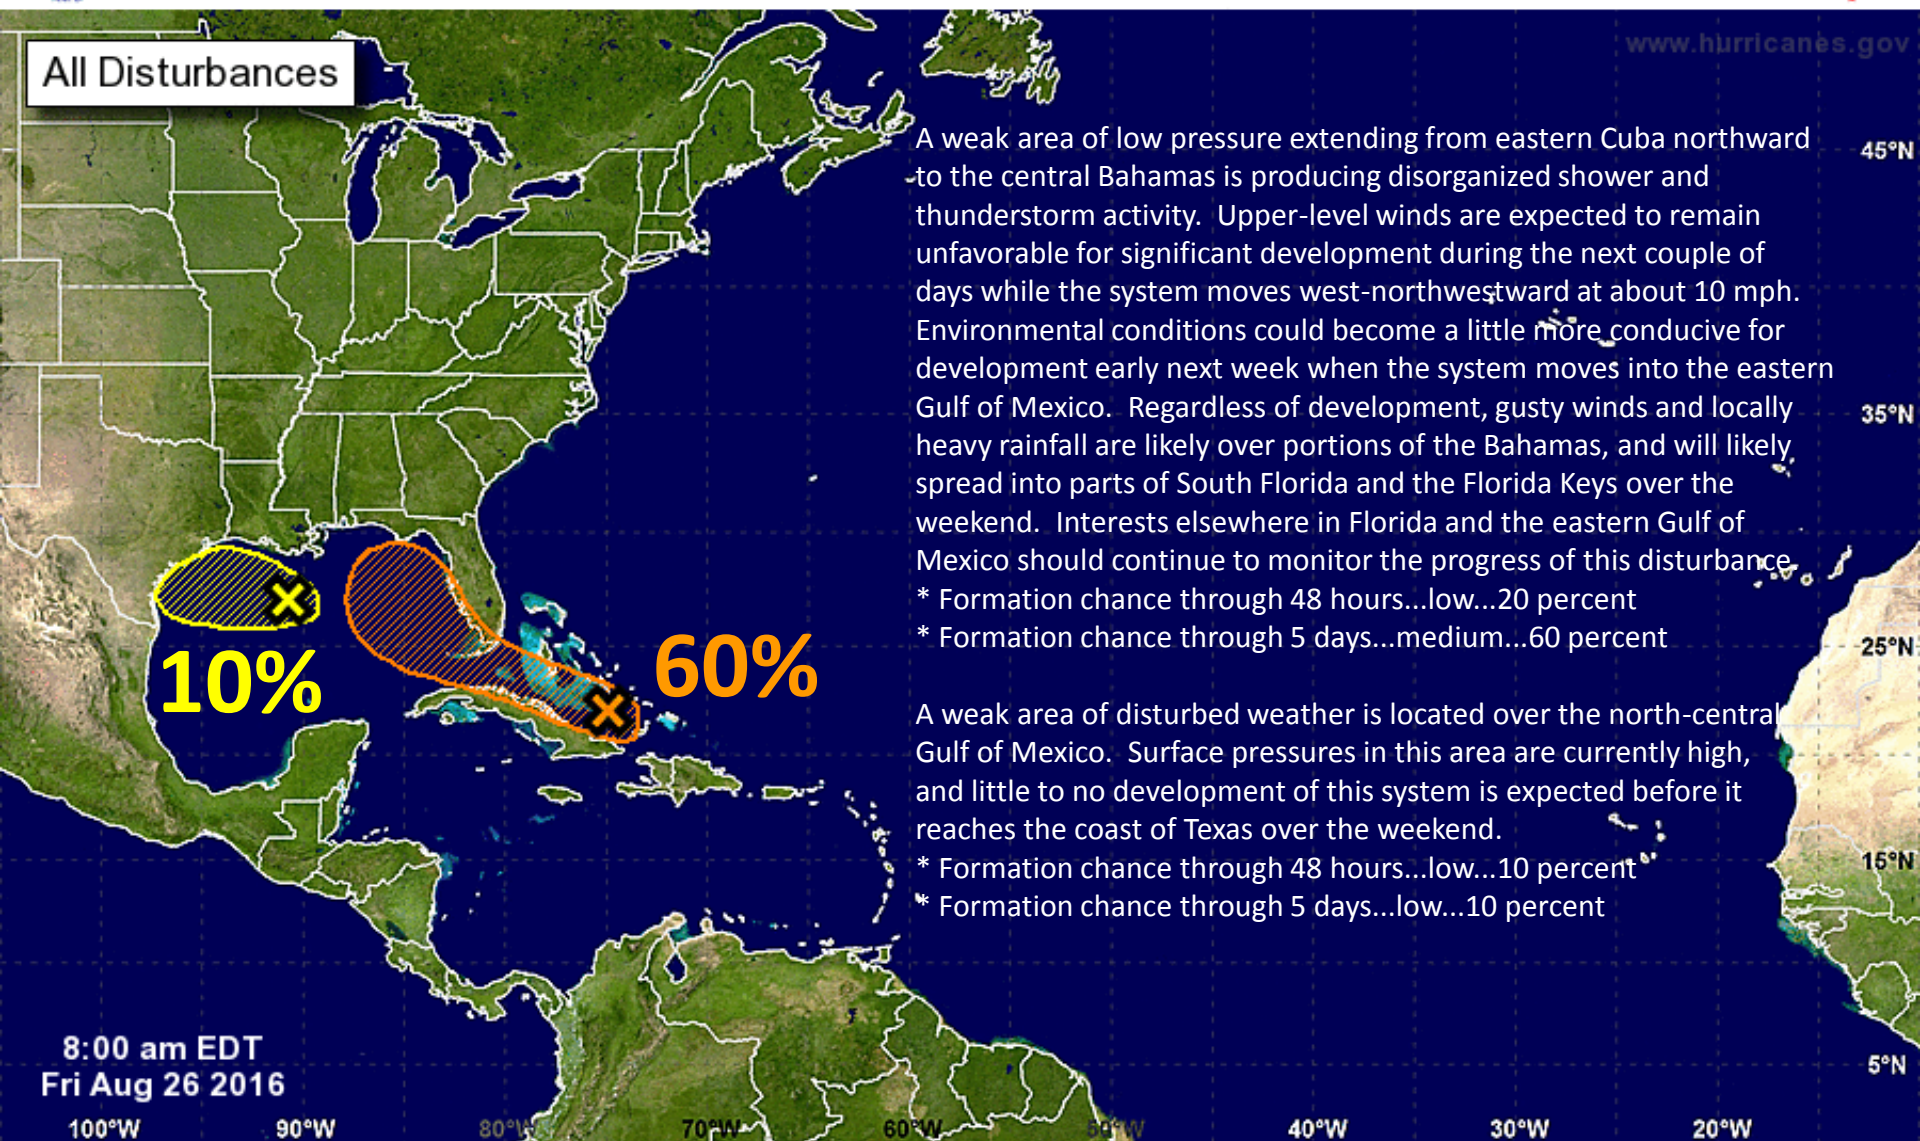 www.hurricanes.gov
All Disturbances
A weak area of low pressure extending from eastern Cuba northward
to the central Bahamas is producing disorganized shower and
thunderstorm activity.  Upper-level winds are expected to remain
unfavorable for significant development during the next couple of
days while the system moves west-northwestward at about 10 mph.
Environmental conditions could become a little more conducive for
development early next week when the system moves into the eastern
Gulf of Mexico.  Regardless of development, gusty winds and locally
heavy rainfall are likely over portions of the Bahamas, and will likely
spread into parts of South Florida and the Florida Keys over the
weekend.  Interests elsewhere in Florida and the eastern Gulf of
Mexico should continue to monitor the progress of this disturbance.
* Formation chance through 48 hours...low...20 percent
* Formation chance through 5 days...medium...60 percent
A weak area of disturbed weather is located over the north-central
Gulf of Mexico.  Surface pressures in this area are currently high,
and little to no development of this system is expected before it
reaches the coast of Texas over the weekend.
* Formation chance through 48 hours...low...10 percent
* Formation chance through 5 days...low...10 percent
10%
60%
45°N
35°N
25°N
15°N
5°N
8:00 am EDT
Fri Aug 26 2016
100°W
90°W
80°W
70°W
60°W
50°W
40°W
30°W
20°W